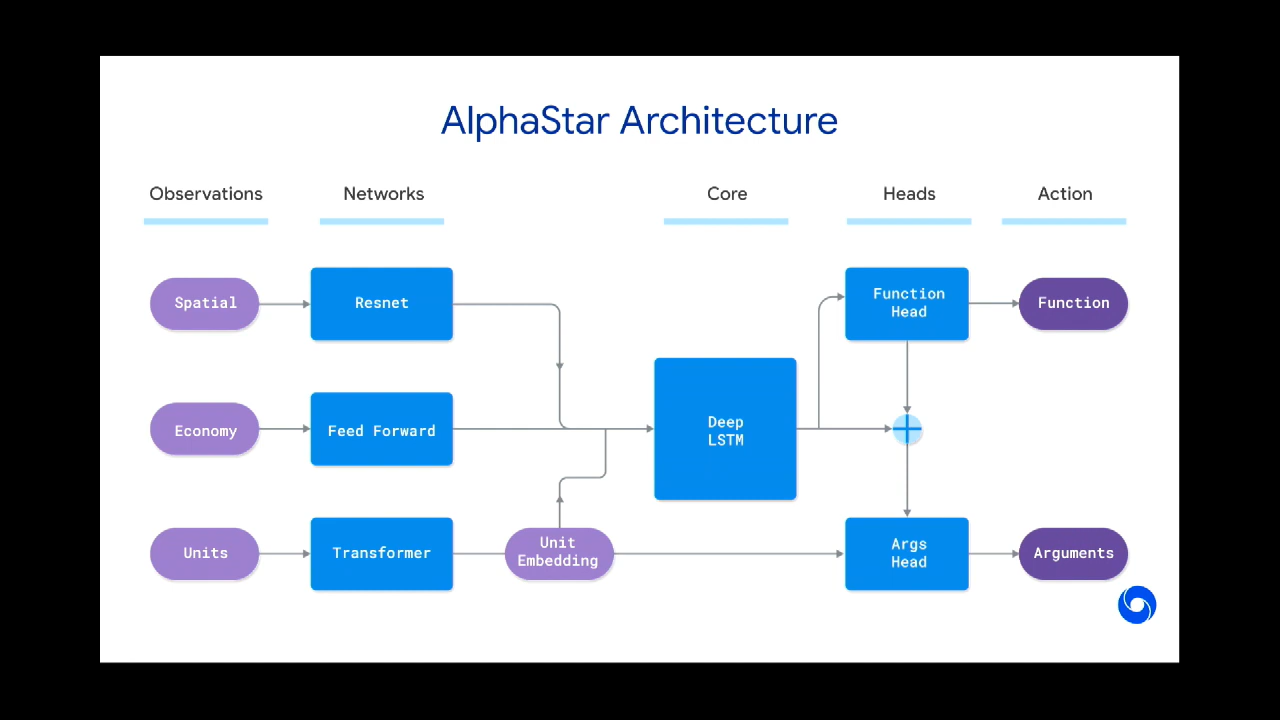 AlphaStar Architecture
Observations
Networks
Core
Heads
Action
Spatial
Resnet
Function
Head
Function
Economy
Feed Forward
Deep
LSTM
Units
Transformer
Unit
Embedding
Args
Head
Arguments